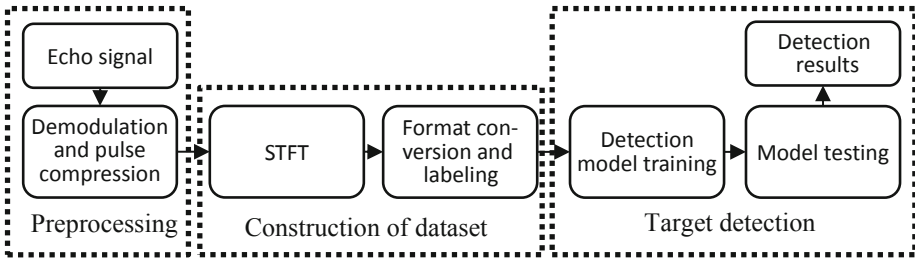 Echo signal
Demodulation
and pulse
compression
Preprocessing
STFT
Format con-
version and
labeling
Construction of dataset
Detection
model training
Model testing
Detection
results
Target detection